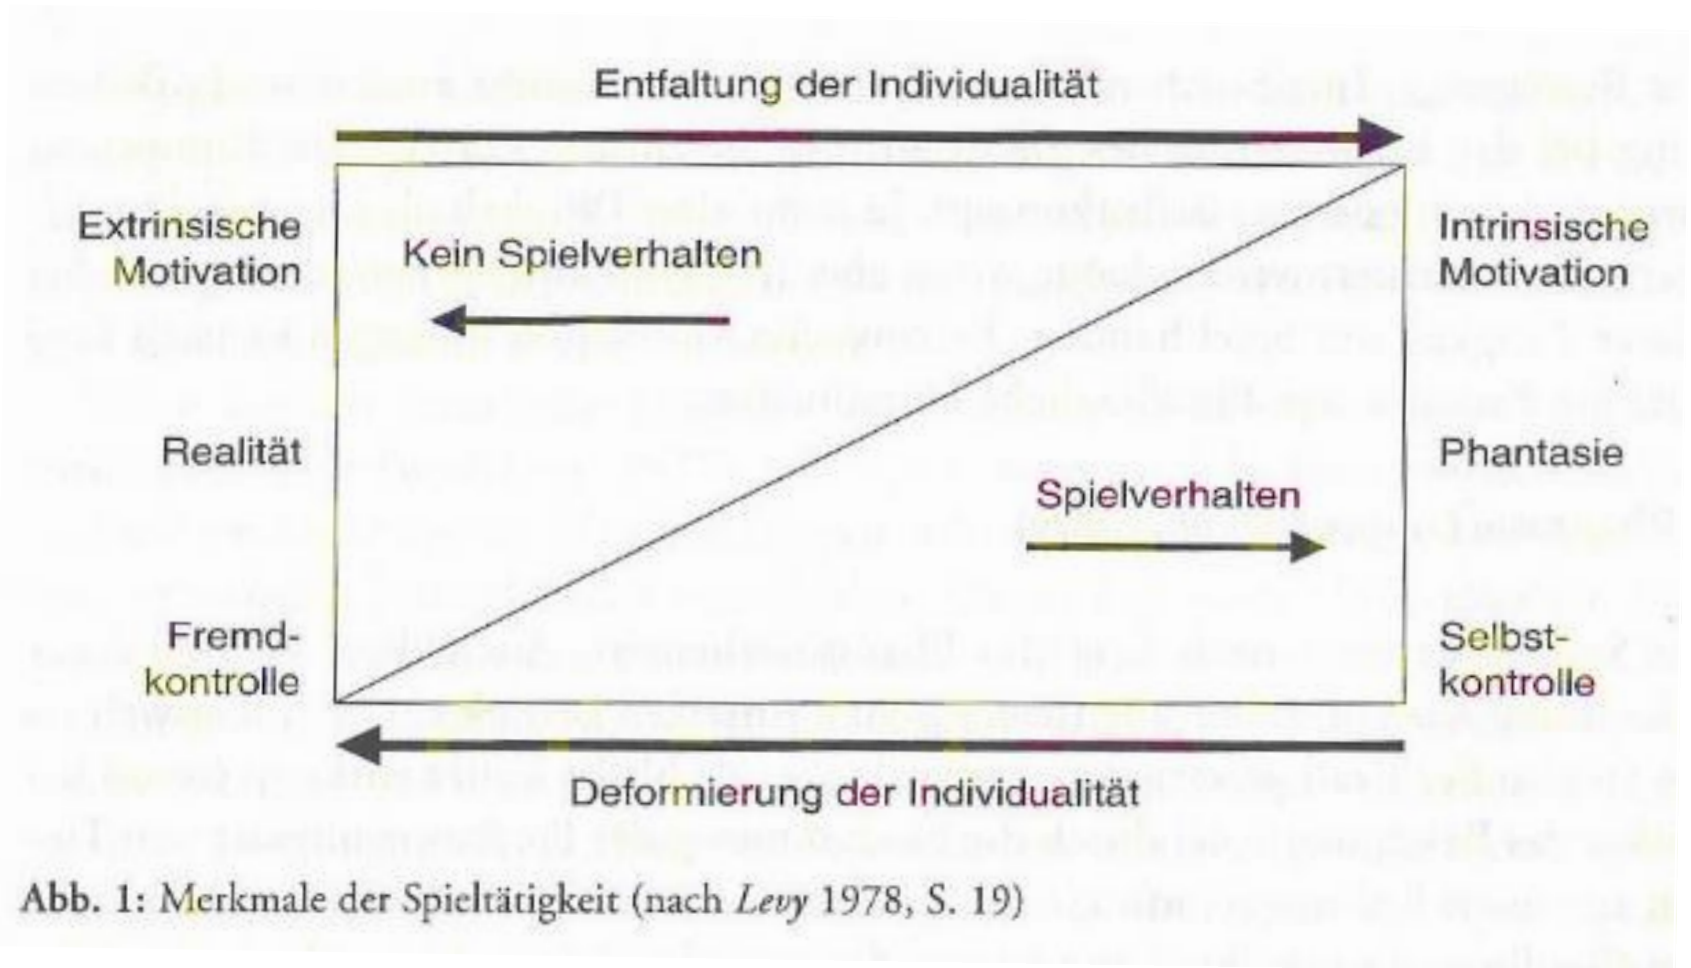 Entfaltung der Individualität
Extrinsische
Motivation
Kein Spielverhalten
Intrinsische
Motivation
Realität
Phantasie
Spielverhalten
Fremd-
kontrolle
Selbst-
kontrolle
Deformierung der Individualität
Abb. 1: Merkmale der Spieltätigkeit (nach Levy 1978, S. 19)